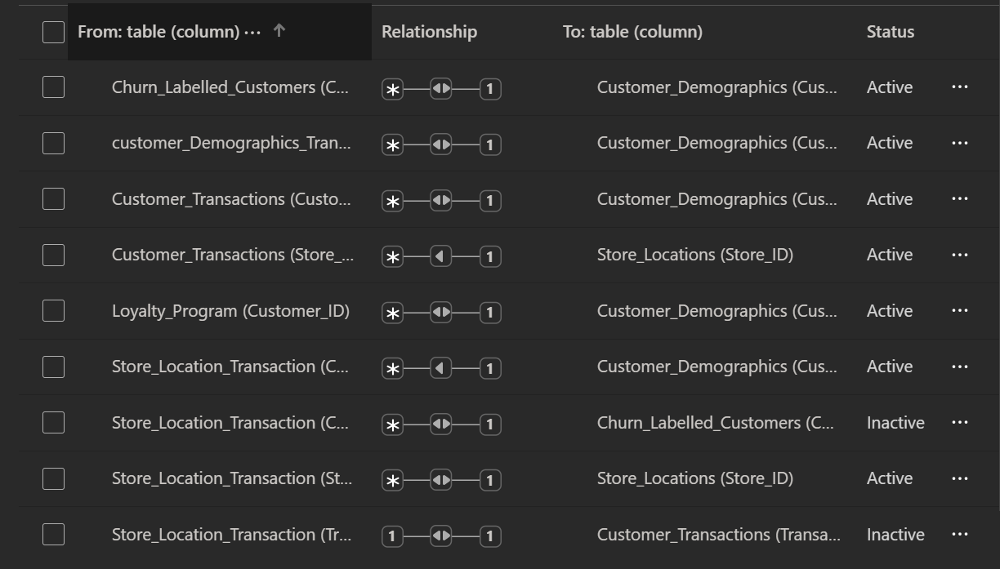 From: table (column) ··· ↑ Relationship To: table (column) Status
Churn_Labelled_Customers (C... * 1 Customer_Demographics (Cus... Active ···
customer_Demographics_Tran... * 1 Customer_Demographics (Cus... Active ···
Customer_Transactions (Custo... * 1 Customer_Demographics (Cus... Active ···
Customer_Transactions (Store_... * 1 Store_Locations (Store_ID) Active ···
Loyalty_Program (Customer_ID) * 1 Customer_Demographics (Cus... Active ···
Store_Location_Transaction (C... * 1 Customer_Demographics (Cus... Active ···
Store_Location_Transaction (C... * 1 Churn_Labelled_Customers (C... Inactive ···
Store_Location_Transaction (St... * 1 Store_Locations (Store_ID) Active ···
Store_Location_Transaction (Tr... 1 1 Customer_Transactions (Transa... Inactive ···